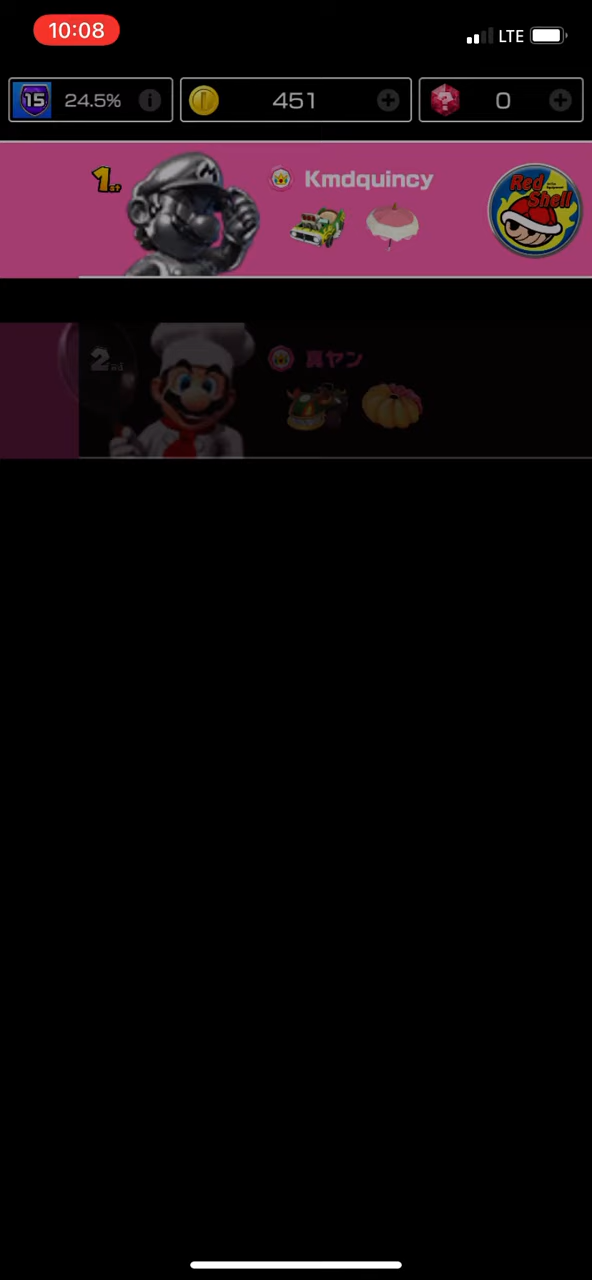 10:08
LTE
15 24.5% i 451 + ? 0 +
1st
Kmdquincy
Red Shell
2nd
真ヤン